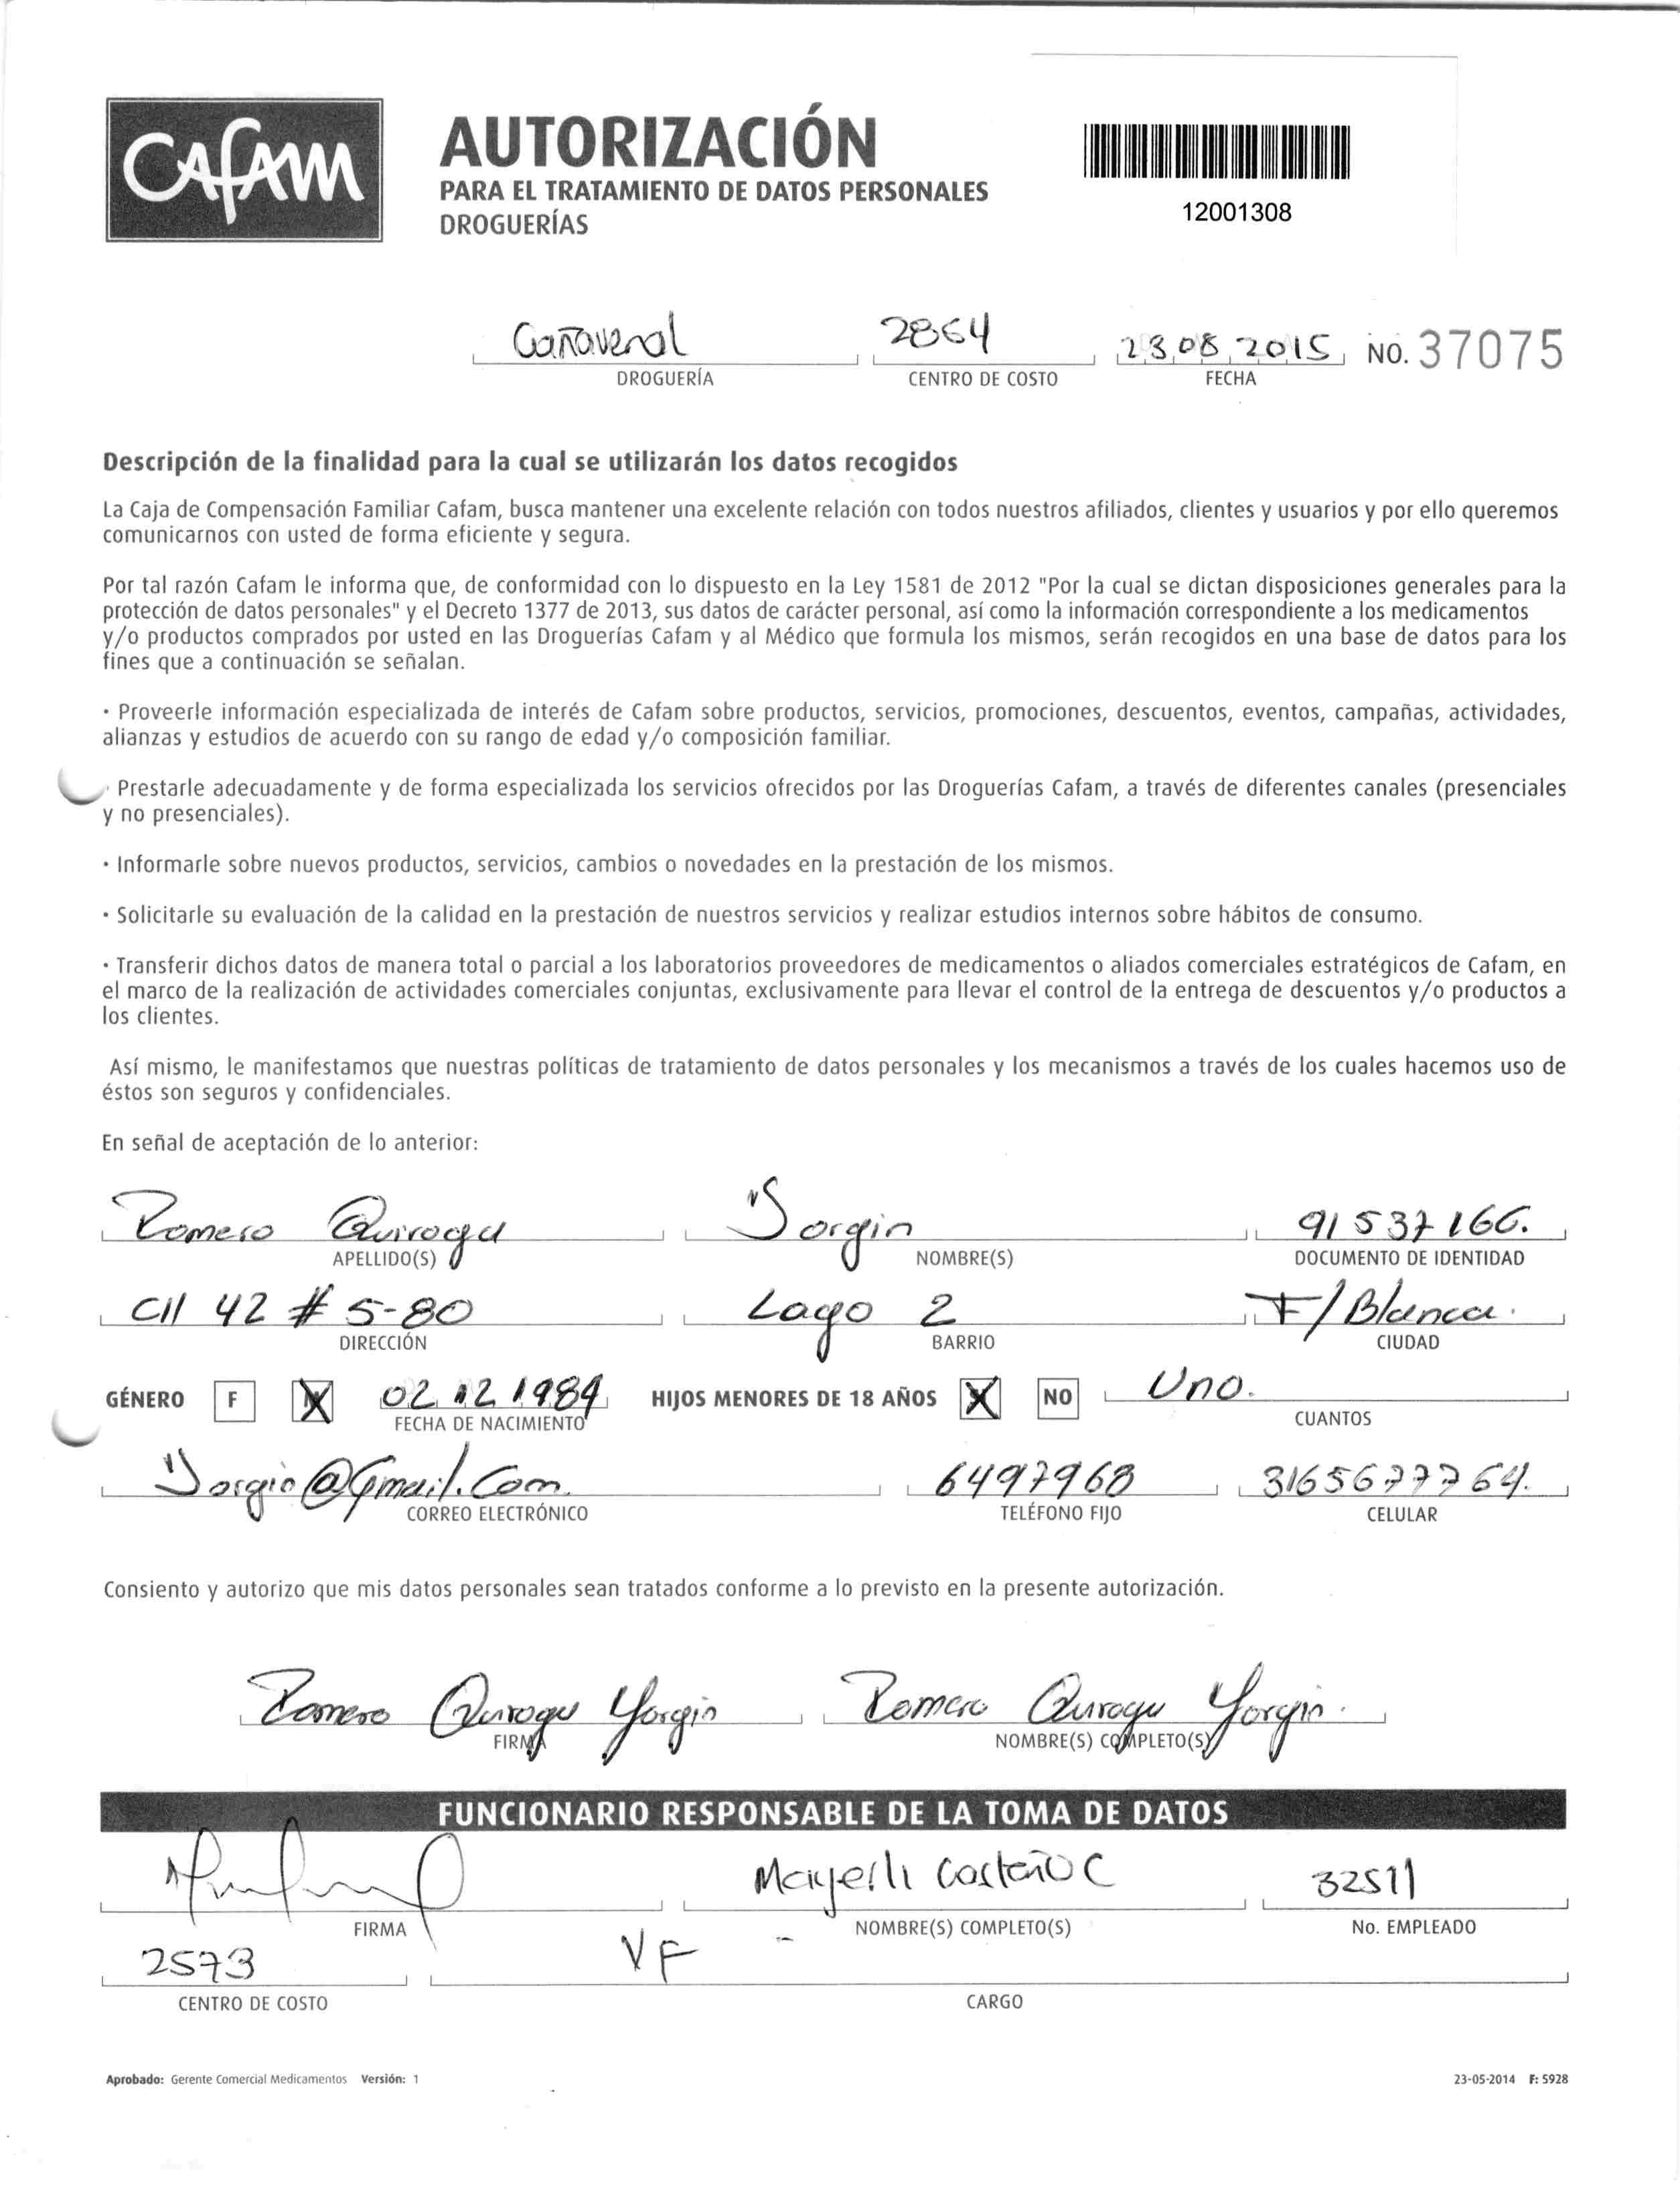 CAFAM
AUTORIZACIÓN
PARA EL TRATAMIENTO DE DATOS PERSONALES
DROGUERÍAS
12001308
Cañaveral 2864 23 08 2015 NO. 37075
DROGUERÍA CENTRO DE COSTO FECHA
Descripción de la finalidad para la cual se utilizarán los datos recogidos
La Caja de Compensación Familiar Cafam, busca mantener una excelente relación con todos nuestros afiliados, clientes y usuarios y por ello queremos
comunicarnos con usted de forma eficiente y segura.
Por tal razón Cafam le informa que, de conformidad con lo dispuesto en la Ley 1581 de 2012 "Por la cual se dictan disposiciones generales para la
protección de datos personales" y el Decreto 1377 de 2013, sus datos de carácter personal, así como la información correspondiente a los medicamentos
y/o productos comprados por usted en las Droguerías Cafam y al Médico que formula los mismos, serán recogidos en una base de datos para los
fines que a continuación se señalan.
· Proveerle información especializada de interés de Cafam sobre productos, servicios, promociones, descuentos, eventos, campañas, actividades,
alianzas y estudios de acuerdo con su rango de edad y/o composición familiar.
· Prestarle adecuadamente y de forma especializada los servicios ofrecidos por las Droguerías Cafam, a través de diferentes canales (presenciales
y no presenciales).
· Informarle sobre nuevos productos, servicios, cambios o novedades en la prestación de los mismos.
· Solicitarle su evaluación de la calidad en la prestación de nuestros servicios y realizar estudios internos sobre hábitos de consumo.
· Transferir dichos datos de manera total o parcial a los laboratorios proveedores de medicamentos o aliados comerciales estratégicos de Cafam, en
el marco de la realización de actividades comerciales conjuntas, exclusivamente para llevar el control de la entrega de descuentos y/o productos a
los clientes.
Así mismo, le manifestamos que nuestras políticas de tratamiento de datos personales y los mecanismos a través de los cuales hacemos uso de
éstos son seguros y confidenciales.
En señal de aceptación de lo anterior:
Romero Quiroga Yorgin 91 537 166.
APELLIDO(S) NOMBRE(S) DOCUMENTO DE IDENTIDAD
Cll 42 # 5-80 Lago 2 F/Blanca.
DIRECCIÓN BARRIO CIUDAD
GÉNERO F X 02 12 1984 HIJOS MENORES DE 18 AÑOS X NO Uno.
FECHA DE NACIMIENTO CUANTOS
Yorgin@Gmail.Com. 6497968 3165677764.
CORREO ELECTRÓNICO TELÉFONO FIJO CELULAR
Consiento y autorizo que mis datos personales sean tratados conforme a lo previsto en la presente autorización.
Romero Quiroga Yorgin Romero Quiroga Yorgin.
FIRMA NOMBRE(S) COMPLETO(S)
FUNCIONARIO RESPONSABLE DE LA TOMA DE DATOS
Mayerli Castaño C 32511
FIRMA NOMBRE(S) COMPLETO(S) No. EMPLEADO
2573 VF -
CENTRO DE COSTO CARGO
Aprobado: Gerente Comercial Medicamentos Versión: 1 23-05-2014 F: 5928